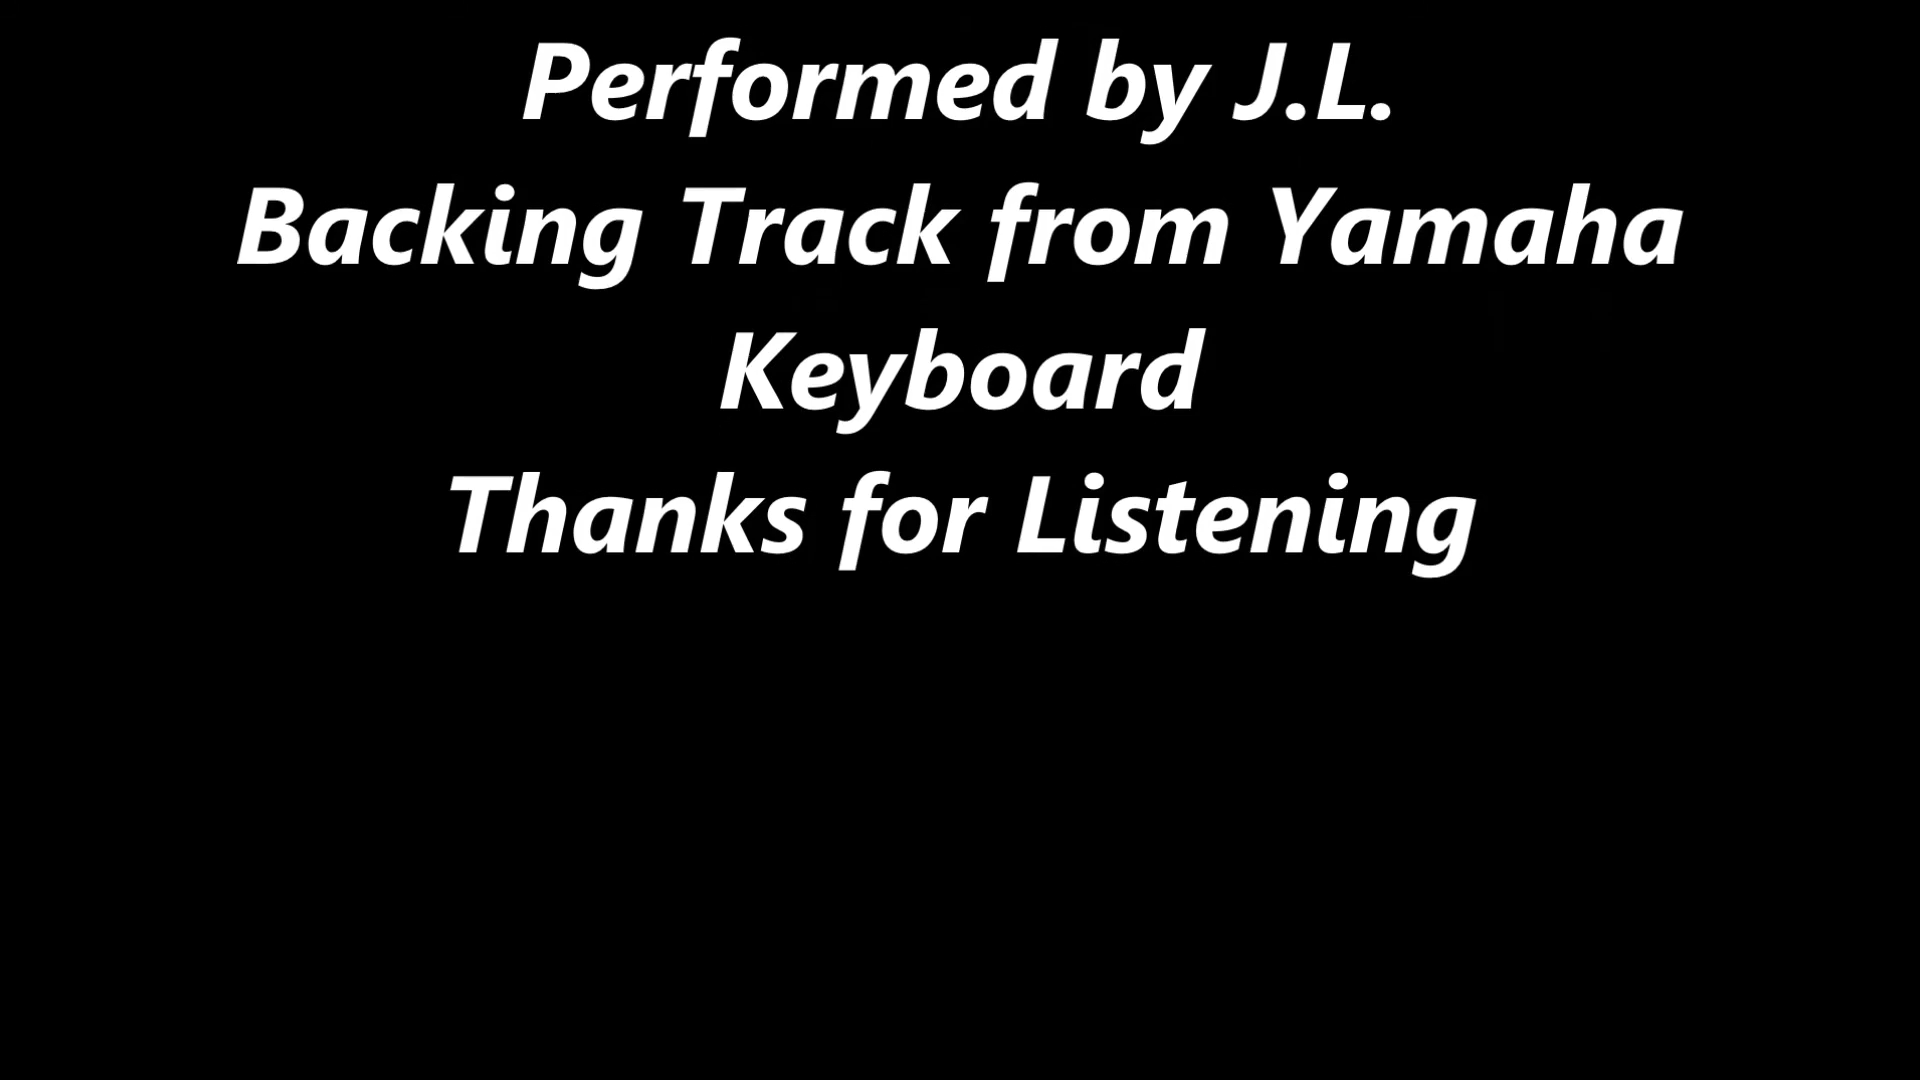 Performed by J.L.
Backing Track from Yamaha
Keyboard
Thanks for Listening